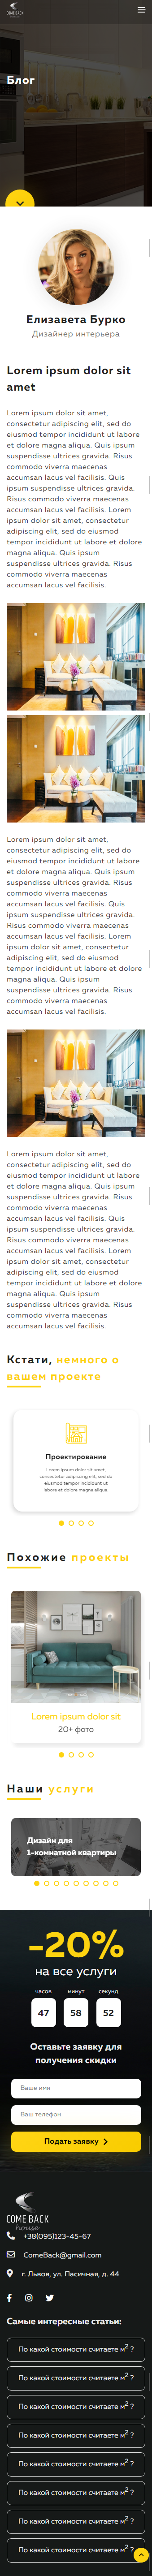 COME BACK
house
Блог
Елизавета Бурко
Дизайнер интерьера
Lorem ipsum dolor sit
amet
Lorem ipsum dolor sit amet,
consectetur adipiscing elit, sed do
eiusmod tempor incididunt ut labore
et dolore magna aliqua. Quis ipsum
suspendisse ultrices gravida. Risus
commodo viverra maecenas
accumsan lacus vel facilisis. Quis
ipsum suspendisse ultrices gravida.
Risus commodo viverra maecenas
accumsan lacus vel facilisis. Lorem
ipsum dolor sit amet, consectetur
adipiscing elit, sed do eiusmod
tempor incididunt ut labore et dolore
magna aliqua. Quis ipsum
suspendisse ultrices gravida. Risus
commodo viverra maecenas
accumsan lacus vel facilisis.
Lorem ipsum dolor sit amet,
consectetur adipiscing elit, sed do
eiusmod tempor incididunt ut labore
et dolore magna aliqua. Quis ipsum
suspendisse ultrices gravida. Risus
commodo viverra maecenas
accumsan lacus vel facilisis. Quis
ipsum suspendisse ultrices gravida.
Risus commodo viverra maecenas
accumsan lacus vel facilisis. Lorem
ipsum dolor sit amet, consectetur
adipiscing elit, sed do eiusmod
tempor incididunt ut labore et dolore
magna aliqua. Quis ipsum
suspendisse ultrices gravida. Risus
commodo viverra maecenas
accumsan lacus vel facilisis.
Lorem ipsum dolor sit amet,
consectetur adipiscing elit, sed do
eiusmod tempor incididunt ut labore
et dolore magna aliqua. Quis ipsum
suspendisse ultrices gravida. Risus
commodo viverra maecenas
accumsan lacus vel facilisis. Quis
ipsum suspendisse ultrices gravida.
Risus commodo viverra maecenas
accumsan lacus vel facilisis. Lorem
ipsum dolor sit amet, consectetur
adipiscing elit, sed do eiusmod
tempor incididunt ut labore et dolore
magna aliqua. Quis ipsum
suspendisse ultrices gravida. Risus
commodo viverra maecenas
accumsan lacus vel facilisis.
Кстати, немного о
вашем проекте
Проектирование
Lorem ipsum dolor sit amet,
consectetur adipiscing elit, sed do
eiusmod tempor incididunt ut
labore et dolore magna aliqua.
Похожие проекты
Lorem ipsum dolor sit
20+ фото
Наши услуги
Дизайн для
1-комнатной квартиры
-20%
на все услуги
часов минут секунд
47 58 52
Оставьте заявку для
получения скидки
Ваше имя
Ваш телефон
Подать заявку
COME BACK
house
+38(095)123-45-67
ComeBack@gmail.com
г. Львов, ул. Пасичная, д. 44
Самые интересные статьи:
По какой стоимости считаете м2 ?
По какой стоимости считаете м2 ?
По какой стоимости считаете м2 ?
По какой стоимости считаете м2 ?
По какой стоимости считаете м2 ?
По какой стоимости считаете м2 ?
По какой стоимости считаете м2 ?
По какой стоимости считаете м2 ?